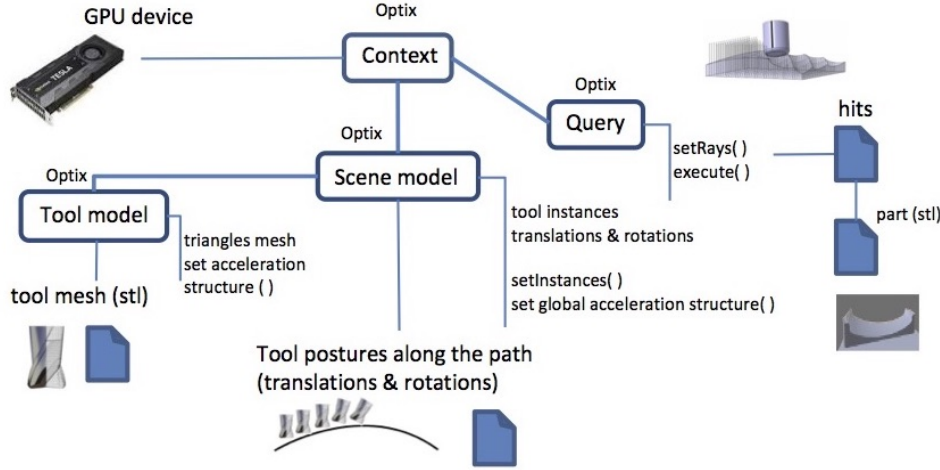 GPU device
Optix
Context
TESLA
Optix
Query
setRays( )
execute( )
hits
part (stl)
Optix
Scene model
tool instances
translations & rotations
setInstances( )
set global acceleration structure( )
Optix
Tool model
triangles mesh
set acceleration
structure ( )
tool mesh (stl)
Tool postures along the path
(translations & rotations)